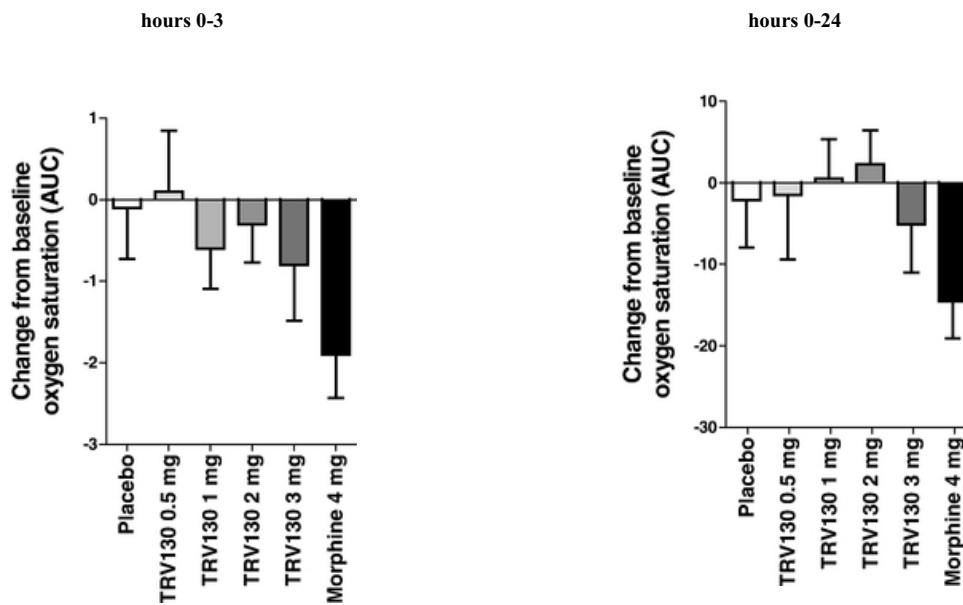 hours 0-3
Change from baseline
oxygen saturation (AUC)
1
0
-1
-2
-3
Placebo
TRV130 0.5 mg
TRV130 1 mg
TRV130 2 mg
TRV130 3 mg
Morphine 4 mg
hours 0-24
Change from baseline
oxygen saturation (AUC)
10
0
-10
-20
-30
Placebo
TRV130 0.5 mg
TRV130 1 mg
TRV130 2 mg
TRV130 3 mg
Morphine 4 mg